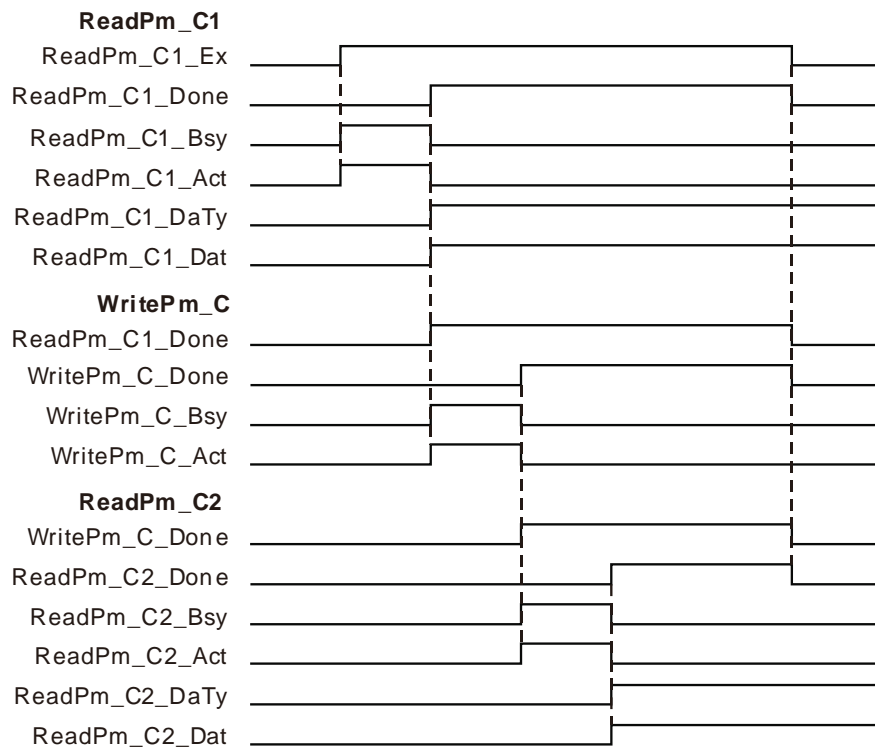 ReadPm_C1
ReadPm_C1_Ex
ReadPm_C1_Done
ReadPm_C1_Bsy
ReadPm_C1_Act
ReadPm_C1_DaTy
ReadPm_C1_Dat
WritePm_C
ReadPm_C1_Done
WritePm_C_Done
WritePm_C_Bsy
WritePm_C_Act
ReadPm_C2
WritePm_C_Done
ReadPm_C2_Done
ReadPm_C2_Bsy
ReadPm_C2_Act
ReadPm_C2_DaTy
ReadPm_C2_Dat